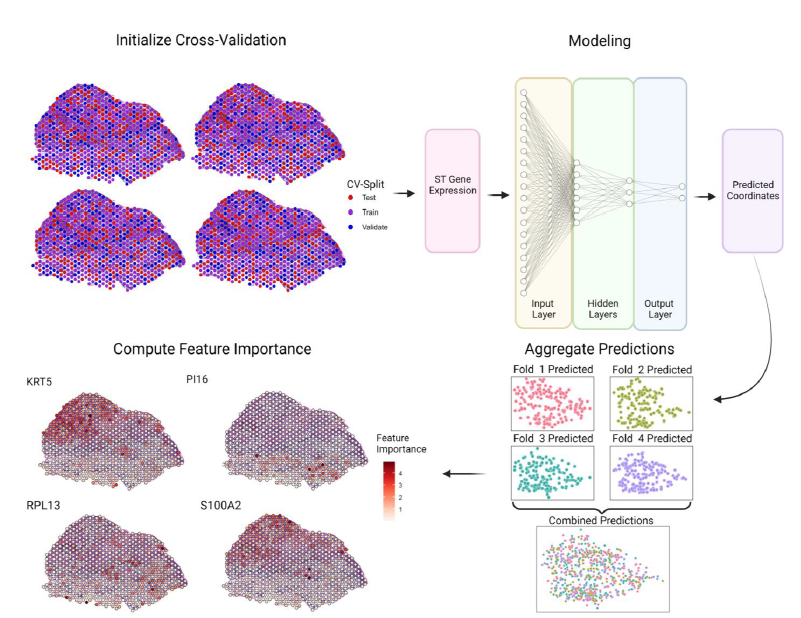 Initialize Cross-Validation
Modeling
CV-Split
Test
Train
Validate
ST Gene
Expression
Input
Layer
Hidden
Layers
Output
Layer
Predicted
Coordinates
Compute Feature Importance
Aggregate Predictions
KRT5
PI16
RPL13
S100A2
Feature
Importance
4
3
2
1
Fold 1 Predicted
Fold 2 Predicted
Fold 3 Predicted
Fold 4 Predicted
Combined Predictions